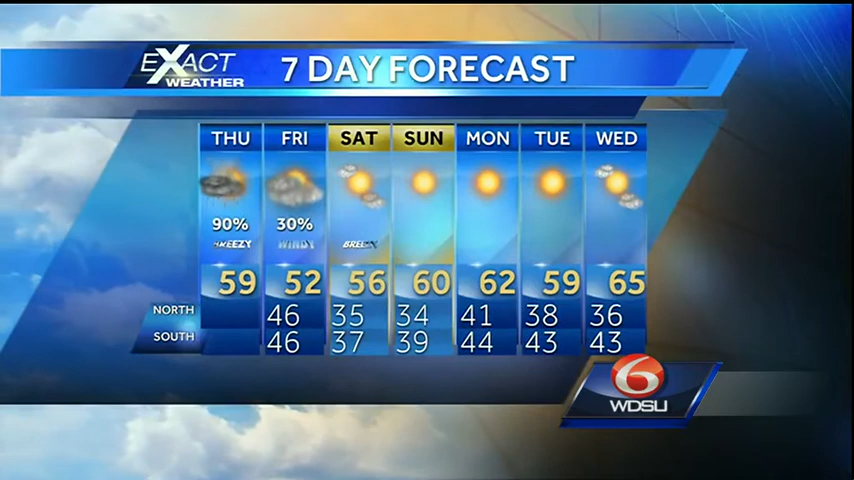 EXACT
WEATHER
7 DAY FORECAST
THU FRI SAT SUN MON TUE WED
90% 30%
BREEZY WINDY BREEZY
59 52 56 60 62 59 65
NORTH 46 35 34 41 38 36
SOUTH 46 37 39 44 43 43
6
WDSU